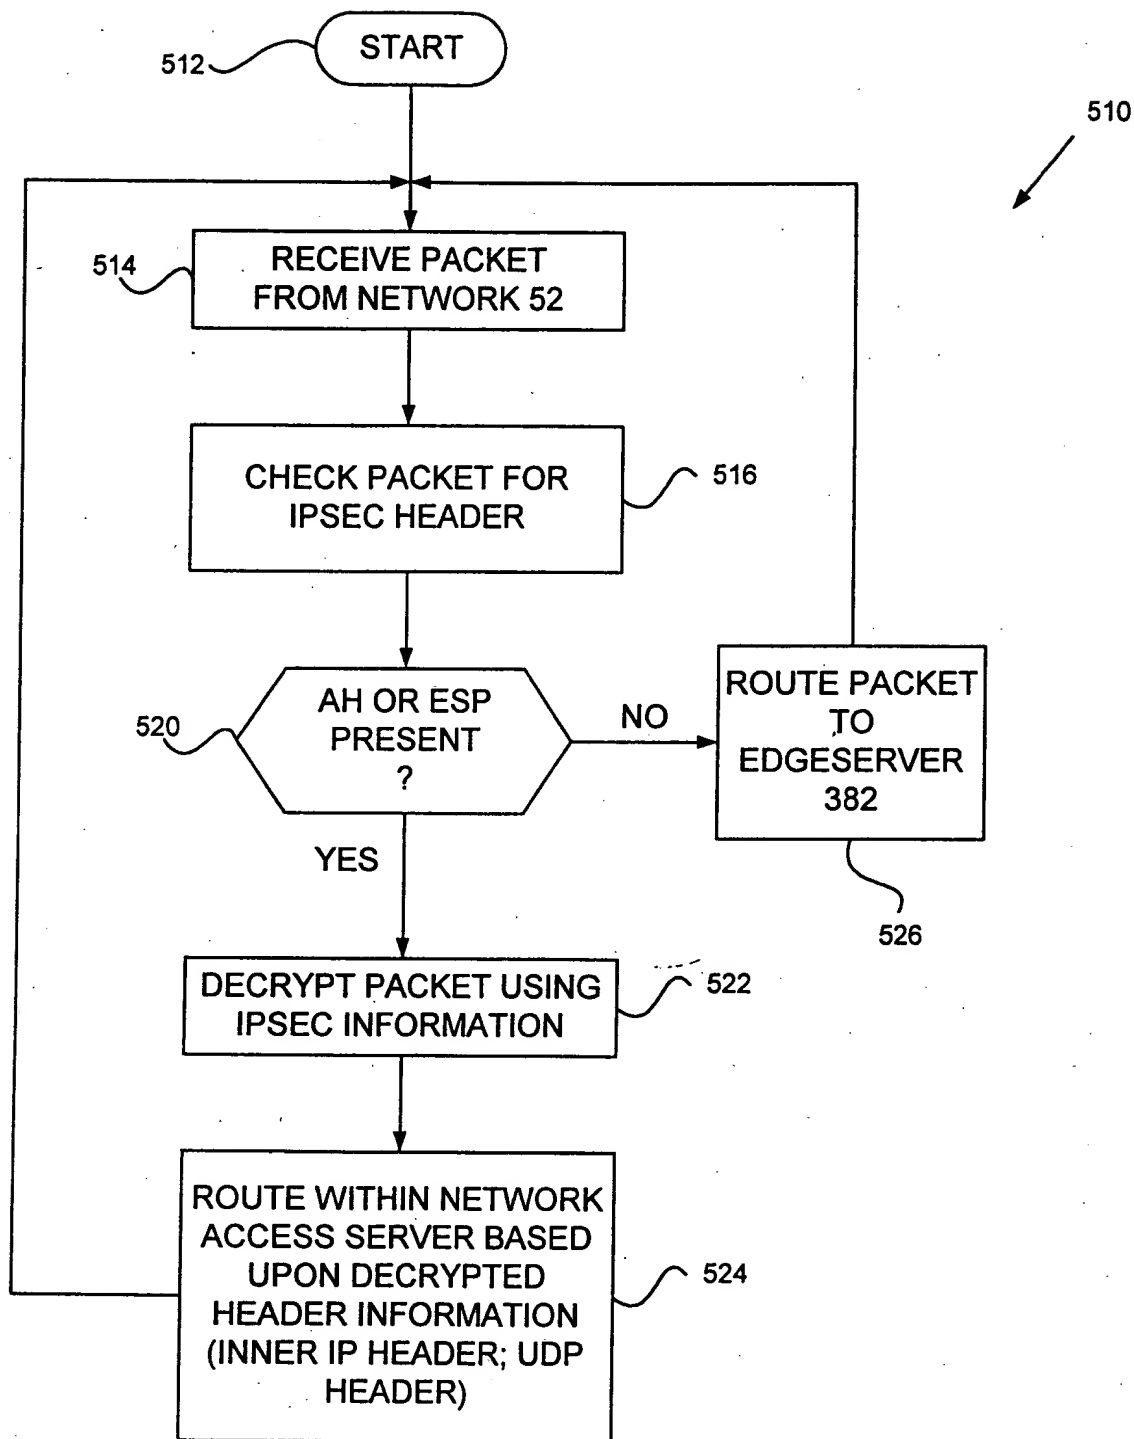 START
512
510
514
RECEIVE PACKET
FROM NETWORK 52
CHECK PACKET FOR
IPSEC HEADER
516
520
AH OR ESP
PRESENT
?
NO
ROUTE PACKET
TO
EDGESERVER
382
526
YES
DECRYPT PACKET USING
IPSEC INFORMATION
522
ROUTE WITHIN NETWORK
ACCESS SERVER BASED
UPON DECRYPTED
HEADER INFORMATION
(INNER IP HEADER; UDP
HEADER)
524